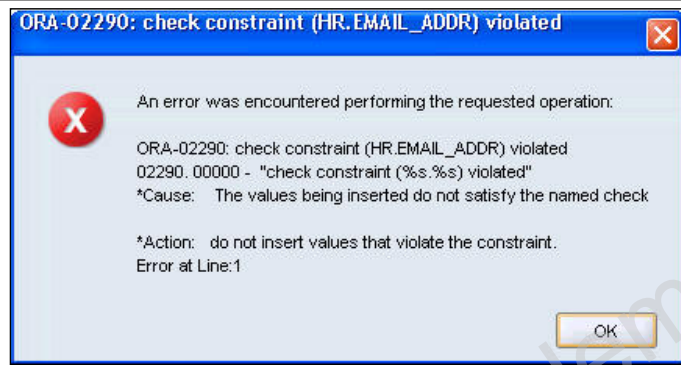 ORA-02290: check constraint (HR.EMAIL_ADDR) violated
An error was encountered performing the requested operation:
ORA-02290: check constraint (HR.EMAIL_ADDR) violated
02290. 00000 - "check constraint (%s.%s) violated"
*Cause: The values being inserted do not satisfy the named check
*Action: do not insert values that violate the constraint.
Error at Line:1
OK